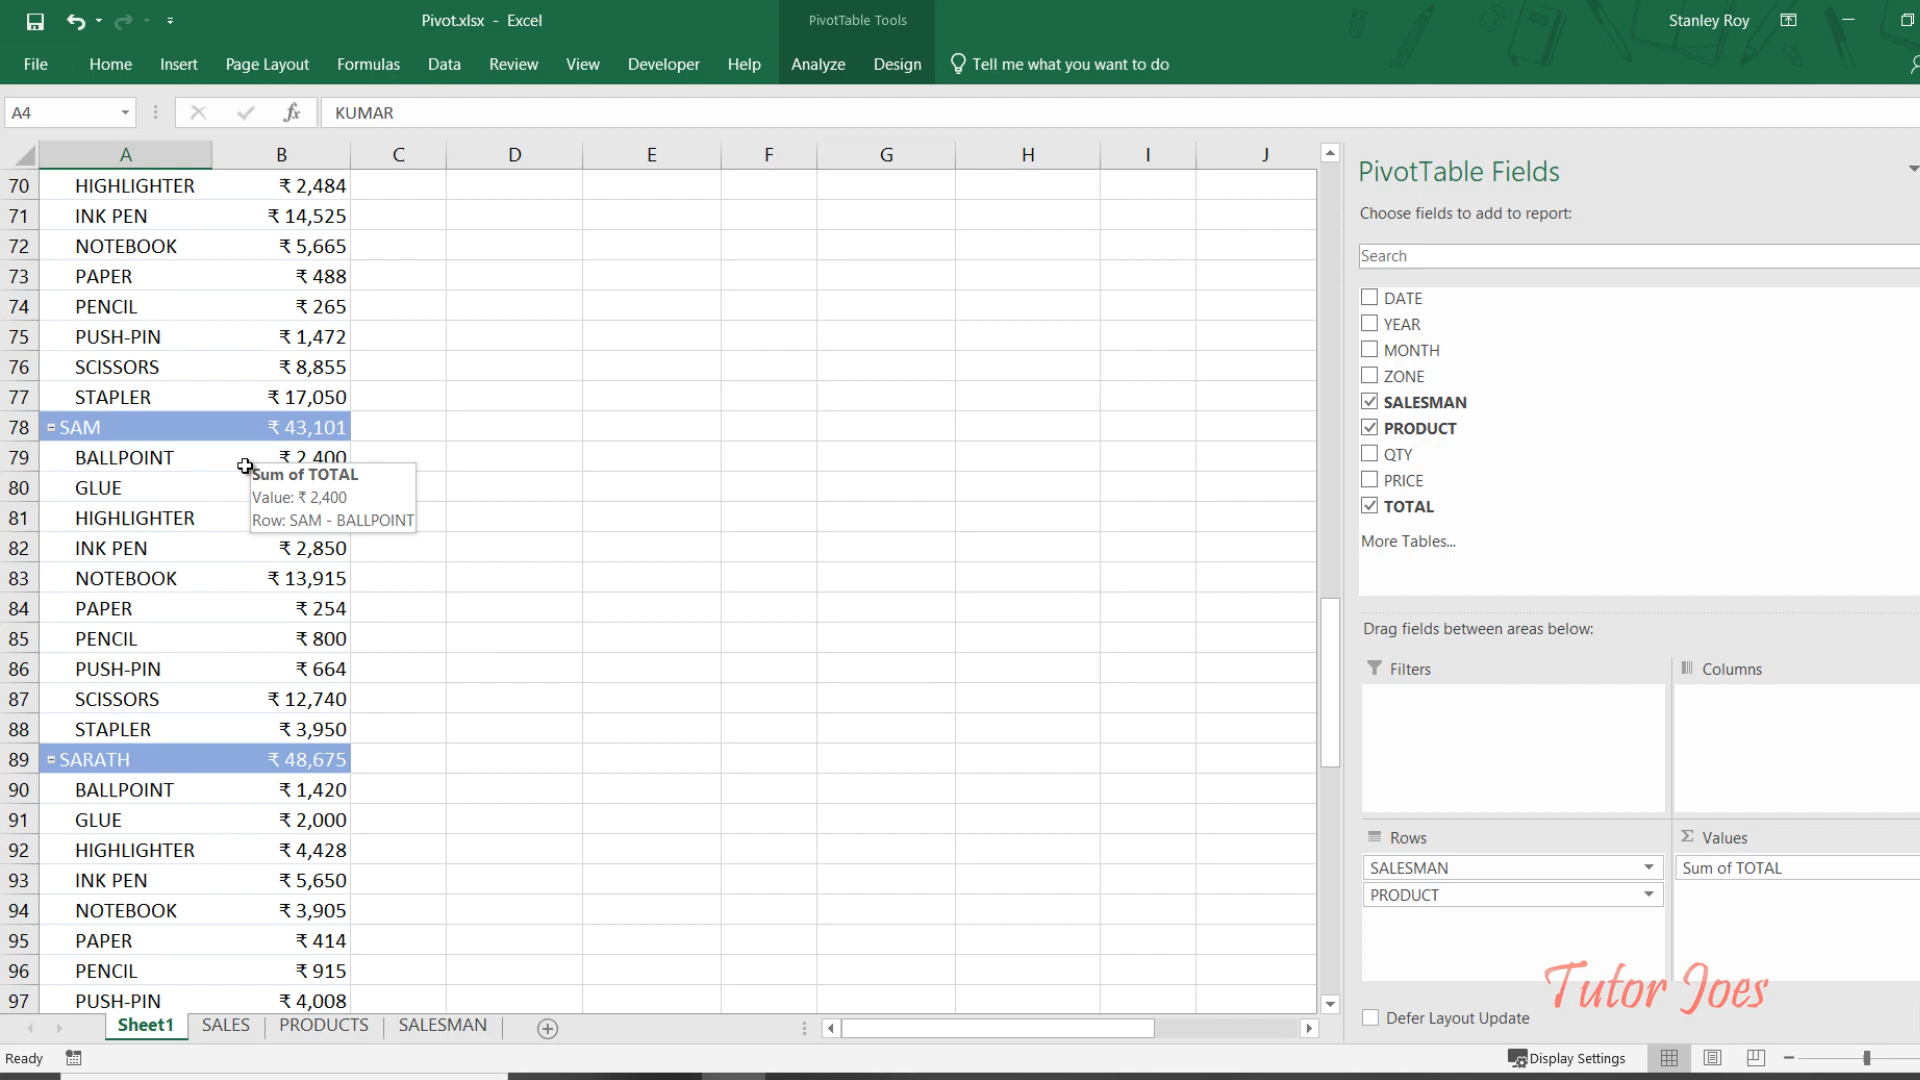 Pivot.xlsx - Excel
PivotTable Tools
Stanley Roy
File Home Insert Page Layout Formulas Data Review View Developer Help Analyze Design Tell me what you want to do
A4 fx KUMAR
A B C D E F G H I J
70 HIGHLIGHTER ₹ 2,484
71 INK PEN ₹ 14,525
72 NOTEBOOK ₹ 5,665
73 PAPER ₹ 488
74 PENCIL ₹ 265
75 PUSH-PIN ₹ 1,472
76 SCISSORS ₹ 8,855
77 STAPLER ₹ 17,050
78 SAM ₹ 43,101
79 BALLPOINT ₹ 2,400
80 GLUE
81 HIGHLIGHTER
Sum of TOTAL
Value: ₹ 2,400
Row: SAM - BALLPOINT
82 INK PEN ₹ 2,850
83 NOTEBOOK ₹ 13,915
84 PAPER ₹ 254
85 PENCIL ₹ 800
86 PUSH-PIN ₹ 664
87 SCISSORS ₹ 12,740
88 STAPLER ₹ 3,950
89 SARATH ₹ 48,675
90 BALLPOINT ₹ 1,420
91 GLUE ₹ 2,000
92 HIGHLIGHTER ₹ 4,428
93 INK PEN ₹ 5,650
94 NOTEBOOK ₹ 3,905
95 PAPER ₹ 414
96 PENCIL ₹ 915
97 PUSH-PIN ₹ 4,008
PivotTable Fields
Choose fields to add to report:
Search
DATE
YEAR
MONTH
ZONE
SALESMAN
PRODUCT
QTY
PRICE
TOTAL
More Tables...
Drag fields between areas below:
Filters
Columns
Rows
SALESMAN
PRODUCT
Σ Values
Sum of TOTAL
Tutor Joes
Defer Layout Update
Sheet1 SALES PRODUCTS SALESMAN
Ready
Display Settings